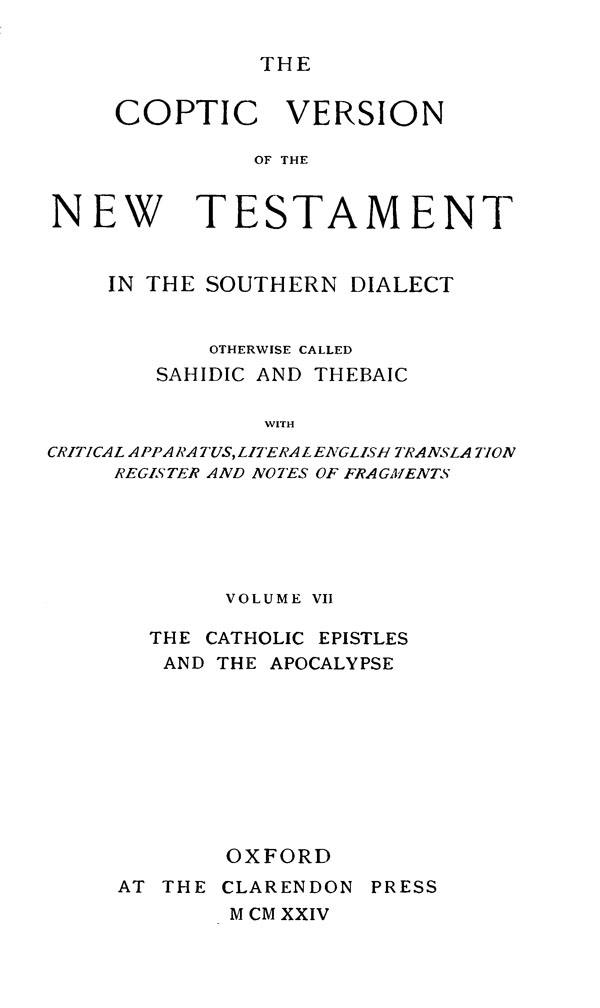 THE
COPTIC VERSION
OF THE
NEW TESTAMENT
IN THE SOUTHERN DIALECT
OTHERWISE CALLED
SAHIDIC AND THEBAIC
WITH
CRITICAL APPARATUS, LITERAL ENGLISH TRANSLATION
REGISTER AND NOTES OF FRAGMENTS
VOLUME VII
THE CATHOLIC EPISTLES
AND THE APOCALYPSE
OXFORD
AT THE CLARENDON PRESS
MCMXXIV